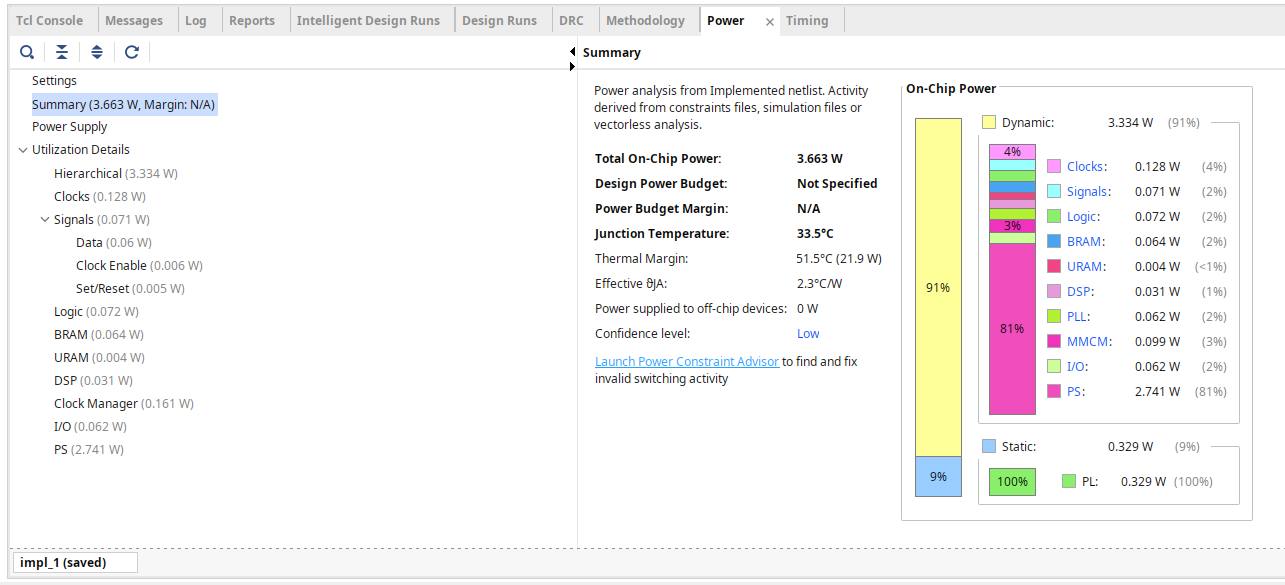 Tcl Console Messages Log Reports Intelligent Design Runs Design Runs DRC Methodology Power × Timing
Summary
Settings
Summary (3.663 W, Margin: N/A)
Power Supply
Utilization Details
Hierarchical (3.334 W)
Clocks (0.128 W)
Signals (0.071 W)
Data (0.06 W)
Clock Enable (0.006 W)
Set/Reset (0.005 W)
Logic (0.072 W)
BRAM (0.064 W)
URAM (0.004 W)
DSP (0.031 W)
Clock Manager (0.161 W)
I/O (0.062 W)
PS (2.741 W)
Power analysis from Implemented netlist. Activity
derived from constraints files, simulation files or
vectorless analysis.
Total On-Chip Power: 3.663 W
Design Power Budget: Not Specified
Power Budget Margin: N/A
Junction Temperature: 33.5°C
Thermal Margin: 51.5°C (21.9 W)
Effective ϑJA: 2.3°C/W
Power supplied to off-chip devices: 0 W
Confidence level: Low
Launch Power Constraint Advisor to find and fix
invalid switching activity
On-Chip Power
91%
9%
Dynamic: 3.334 W (91%)
4%
3%
81%
Clocks: 0.128 W (4%)
Signals: 0.071 W (2%)
Logic: 0.072 W (2%)
BRAM: 0.064 W (2%)
URAM: 0.004 W (<1%)
DSP: 0.031 W (1%)
PLL: 0.062 W (2%)
MMCM: 0.099 W (3%)
I/O: 0.062 W (2%)
PS: 2.741 W (81%)
Static: 0.329 W (9%)
100% PL: 0.329 W (100%)
impl_1 (saved)